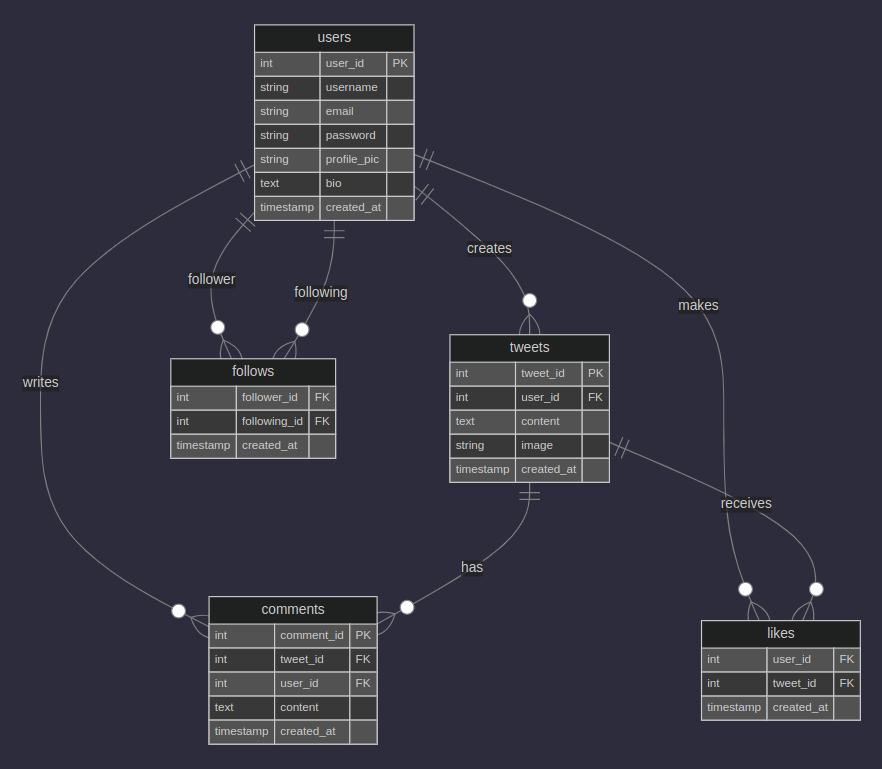 users
int user_id PK
string username
string email
string password
string profile_pic
text bio
timestamp created_at
creates
follower
following
makes
writes
follows
int follower_id FK
int following_id FK
timestamp created_at
tweets
int tweet_id PK
int user_id FK
text content
string image
timestamp created_at
receives
has
comments
int comment_id PK
int tweet_id FK
int user_id FK
text content
timestamp created_at
likes
int user_id FK
int tweet_id FK
timestamp created_at